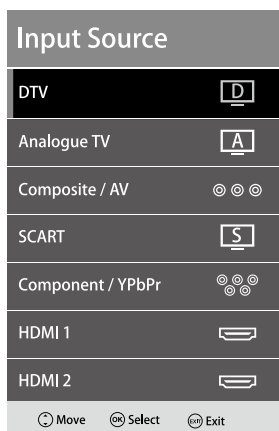 Input Source
DTV D
Analogue TV A
Composite / AV
SCART S
Component / YPbPr
HDMI 1
HDMI 2
Move OK Select EXIT Exit